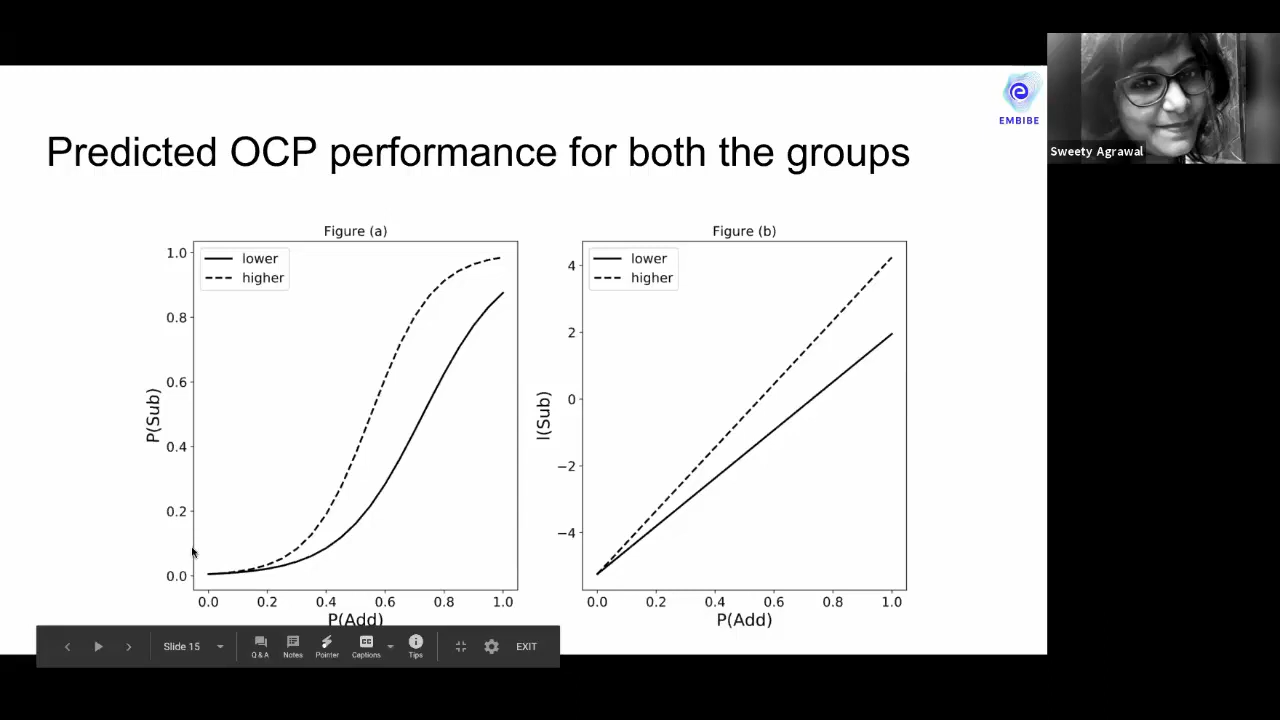 EMBIBE
Sweety Agrawal
Predicted OCP performance for both the groups
Figure (a)
lower
higher
1.0
0.8
0.6
0.4
0.2
0.0
P(Sub)
0.0 0.2 0.4 0.6 0.8 1.0
P(Add)
Figure (b)
lower
higher
4
2
0
−2
−4
I(Sub)
0.0 0.2 0.4 0.6 0.8 1.0
P(Add)
Slide 15
Q & A Notes Pointer Captions Tips
CC
EXIT